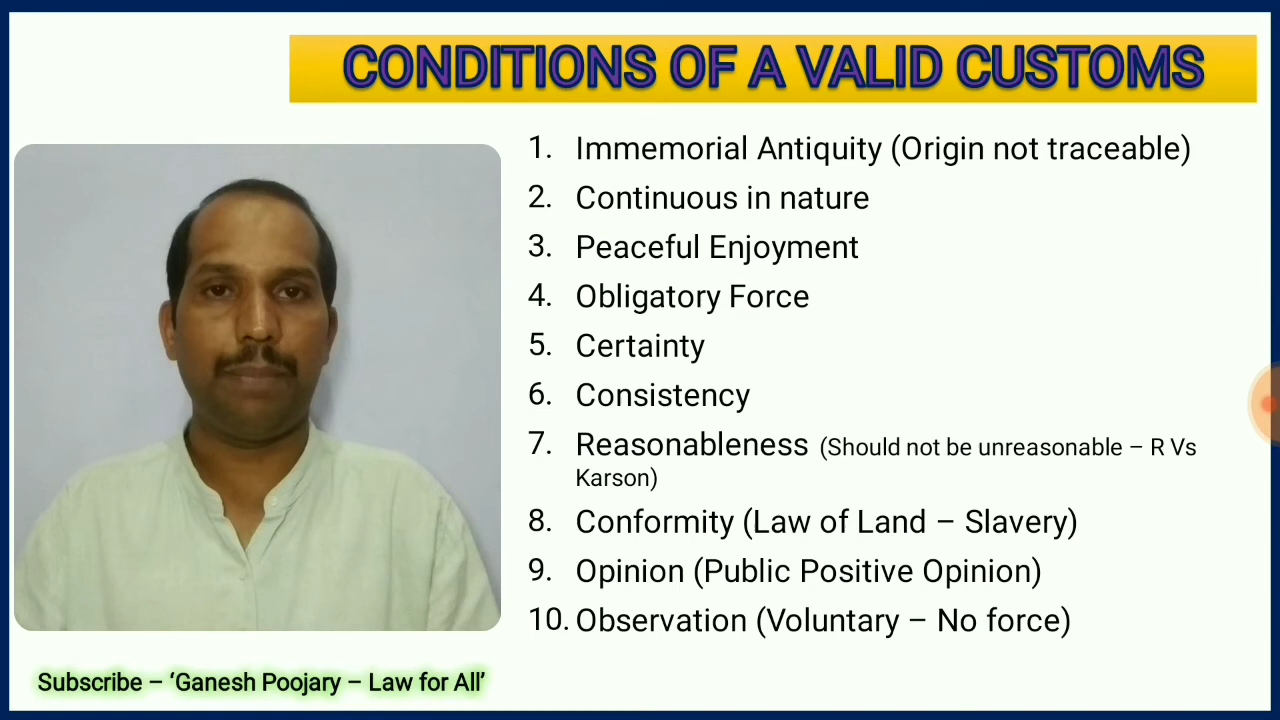 CONDITIONS OF A VALID CUSTOMS
1. Immemorial Antiquity (Origin not traceable)
2. Continuous in nature
3. Peaceful Enjoyment
4. Obligatory Force
5. Certainty
6. Consistency
7. Reasonableness (Should not be unreasonable – R Vs
Karson)
8. Conformity (Law of Land – Slavery)
9. Opinion (Public Positive Opinion)
10. Observation (Voluntary – No force)
Subscribe – ‘Ganesh Poojary – Law for All’